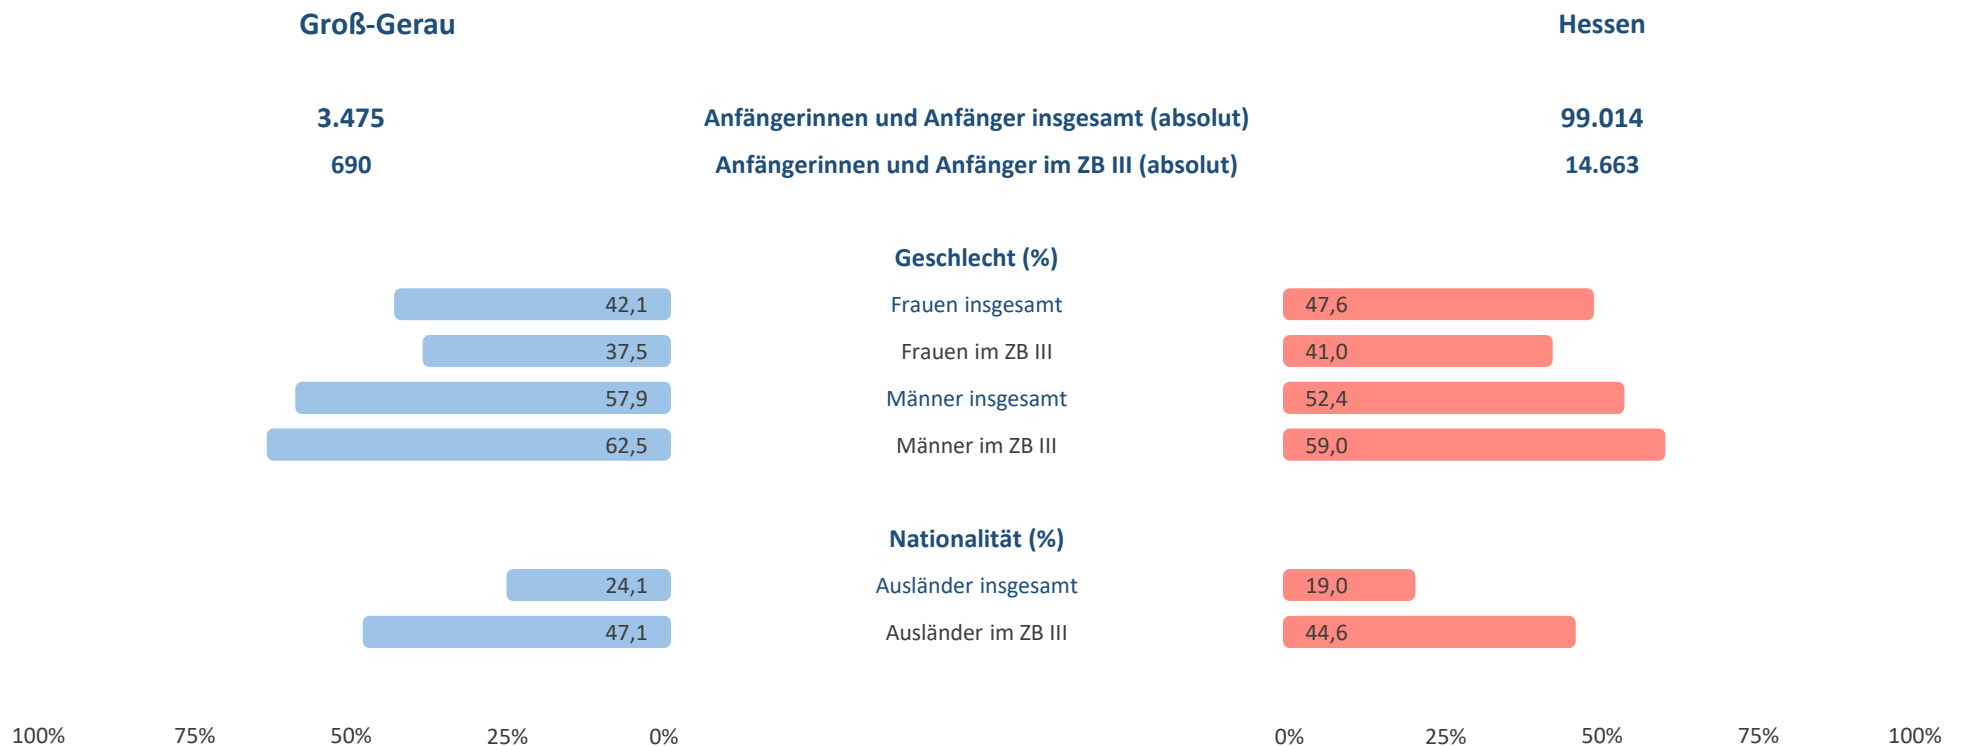 Groß-Gerau Hessen
3.475 Anfängerinnen und Anfänger insgesamt (absolut) 99.014
690 Anfängerinnen und Anfänger im ZB III (absolut) 14.663
Geschlecht (%)
42,1 Frauen insgesamt 47,6
37,5 Frauen im ZB III 41,0
57,9 Männer insgesamt 52,4
62,5 Männer im ZB III 59,0
Nationalität (%)
24,1 Ausländer insgesamt 19,0
47,1 Ausländer im ZB III 44,6
100% 75% 50% 25% 0% 0% 25% 50% 75% 100%